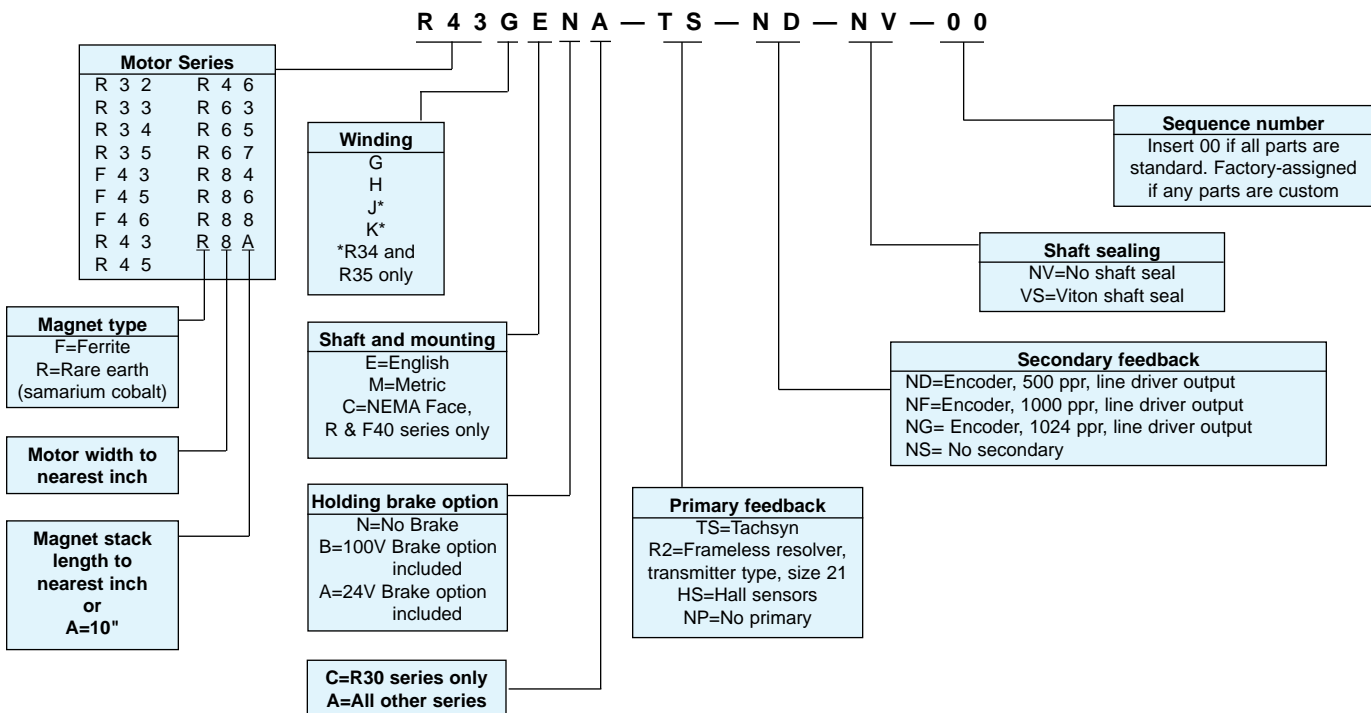 R 4 3 G E N A — T S — N D — N V — 0 0
Motor Series
R 3 2 R 4 6
R 3 3 R 6 3
R 3 4 R 6 5
R 3 5 R 6 7
F 4 3 R 8 4
F 4 5 R 8 6
F 4 6 R 8 8
R 4 3 R 8 A
R 4 5
Magnet type
F=Ferrite
R=Rare earth
(samarium cobalt)
Motor width to
nearest inch
Magnet stack
length to
nearest inch
or
A=10"
Winding
G
H
J*
K*
*R34 and
R35 only
Shaft and mounting
E=English
M=Metric
C=NEMA Face,
R & F40 series only
Holding brake option
N=No Brake
B=100V Brake option
included
A=24V Brake option
included
C=R30 series only
A=All other series
Primary feedback
TS=Tachsyn
R2=Frameless resolver,
transmitter type, size 21
HS=Hall sensors
NP=No primary
Secondary feedback
ND=Encoder, 500 ppr, line driver output
NF=Encoder, 1000 ppr, line driver output
NG= Encoder, 1024 ppr, line driver output
NS= No secondary
Shaft sealing
NV=No shaft seal
VS=Viton shaft seal
Sequence number
Insert 00 if all parts are
standard. Factory-assigned
if any parts are custom